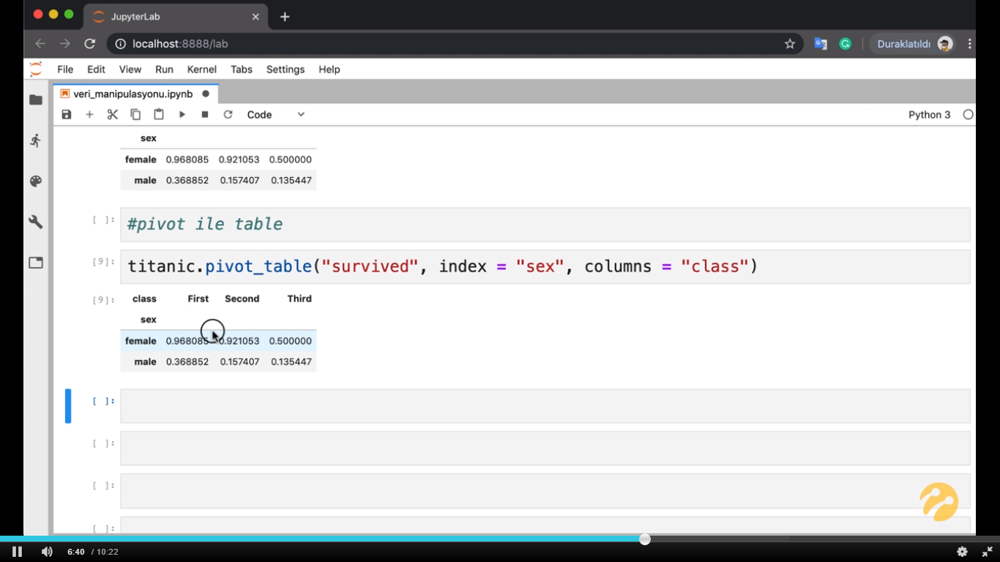 JupyterLab
localhost:8888/lab
Duraklatıldı
File Edit View Run Kernel Tabs Settings Help
veri_manipulasyonu.ipynb
Code
Python 3
sex
female 0.968085 0.921053 0.500000
male 0.368852 0.157407 0.135447
[ ]: #pivot ile table
[9]: titanic.pivot_table("survived", index = "sex", columns = "class")
[9]: class First Second Third
sex
female 0.968085 0.921053 0.500000
male 0.368852 0.157407 0.135447
[ ]:
[ ]:
[ ]:
[ ]:
6:40 / 10:22